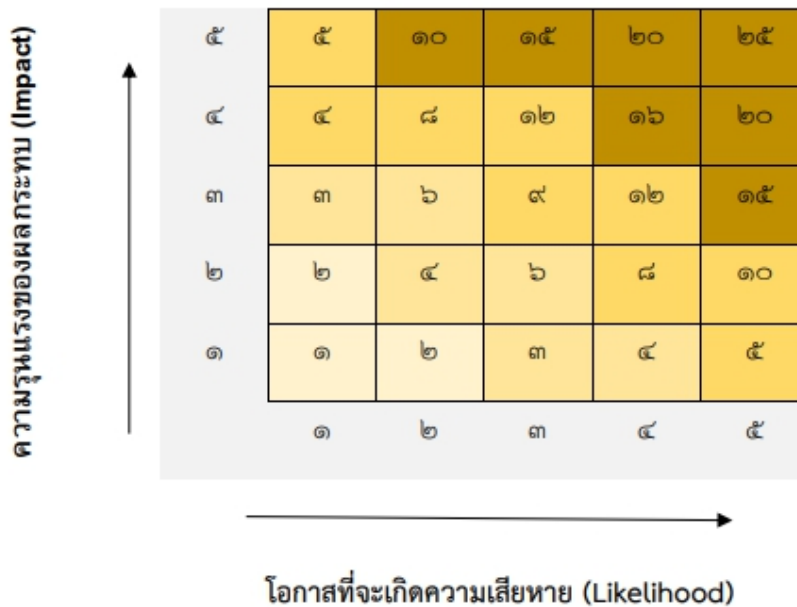 ความรุนแรงของผลกระทบ (Impact)
๕ ๕ ๑๐ ๑๕ ๒๐ ๒๕
๔ ๔ ๘ ๑๒ ๑๖ ๒๐
๓ ๓ ๖ ๙ ๑๒ ๑๕
๒ ๒ ๔ ๖ ๘ ๑๐
๑ ๑ ๒ ๓ ๔ ๕
๑ ๒ ๓ ๔ ๕
โอกาสที่จะเกิดความเสียหาย (Likelihood)